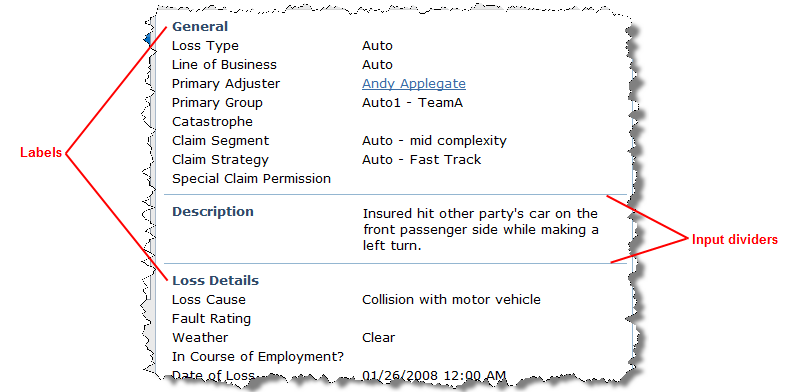 General
Loss Type Auto
Line of Business Auto
Primary Adjuster Andy Applegate
Primary Group Auto1 - TeamA
Catastrophe
Claim Segment Auto - mid complexity
Labels
Claim Strategy Auto - Fast Track
Special Claim Permission
Description Insured hit other party's car on the
front passenger side while making a
left turn.
Input dividers
Loss Details
Loss Cause Collision with motor vehicle
Fault Rating
Weather Clear
In Course of Employment?
Date of Loss 01/26/2008 12:00 AM